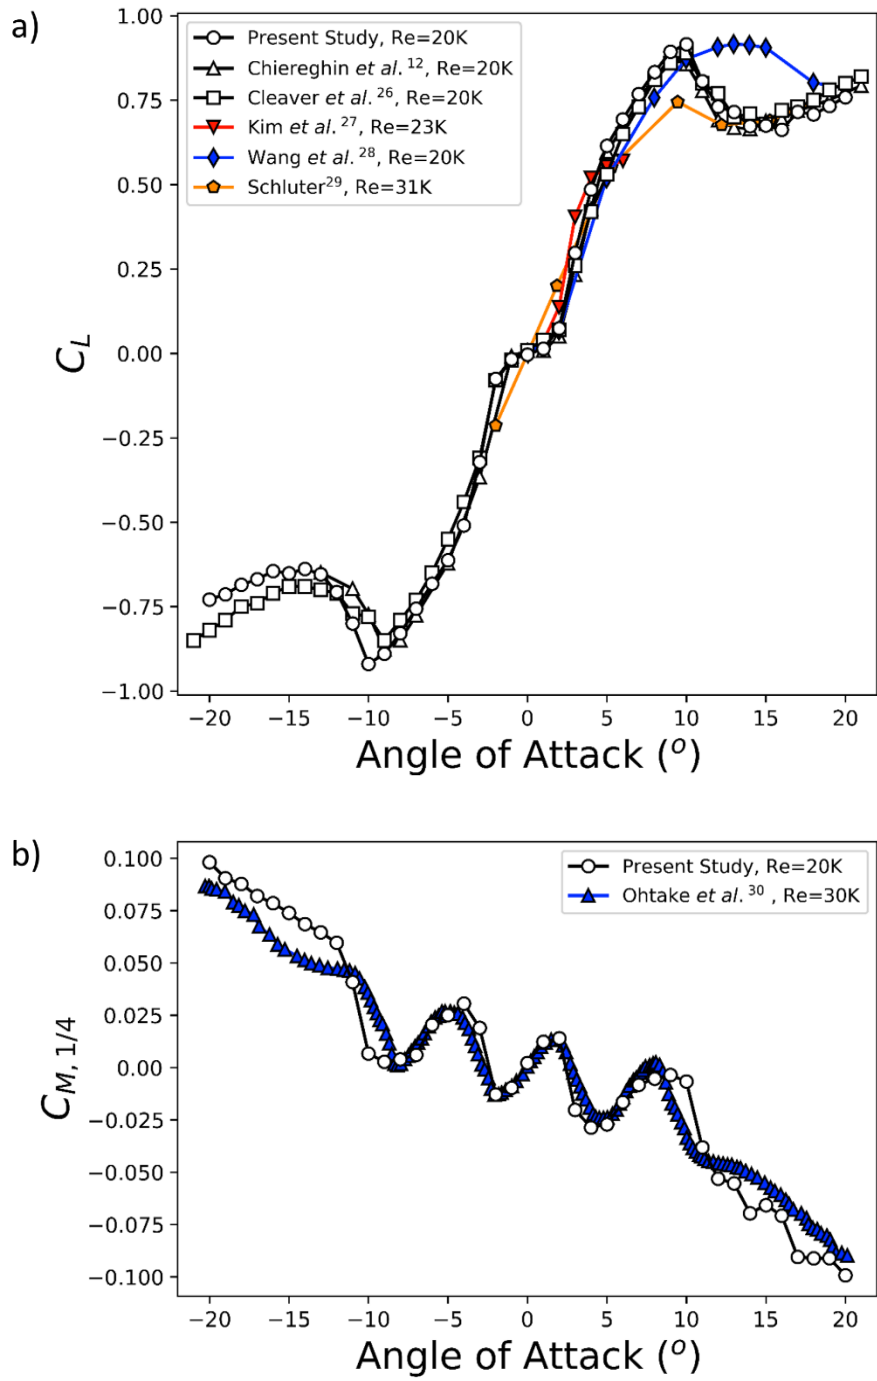 a)
1.00
0.75
0.50
0.25
0.00
−0.25
−0.50
−0.75
−1.00
C_L
Present Study, Re=20K
Chiereghin et al.¹², Re=20K
Cleaver et al.²⁶, Re=20K
Kim et al.²⁷, Re=23K
Wang et al.²⁸, Re=20K
Schluter²⁹, Re=31K
−20 −15 −10 −5 0 5 10 15 20
Angle of Attack (°)
b)
0.100
0.075
0.050
0.025
0.00
−0.025
−0.050
−0.075
−0.100
C_M, 1/4
Present Study, Re=20K
Ohtake et al.³⁰ , Re=30K
−20 −15 −10 −5 0 5 10 15 20
Angle of Attack (°)